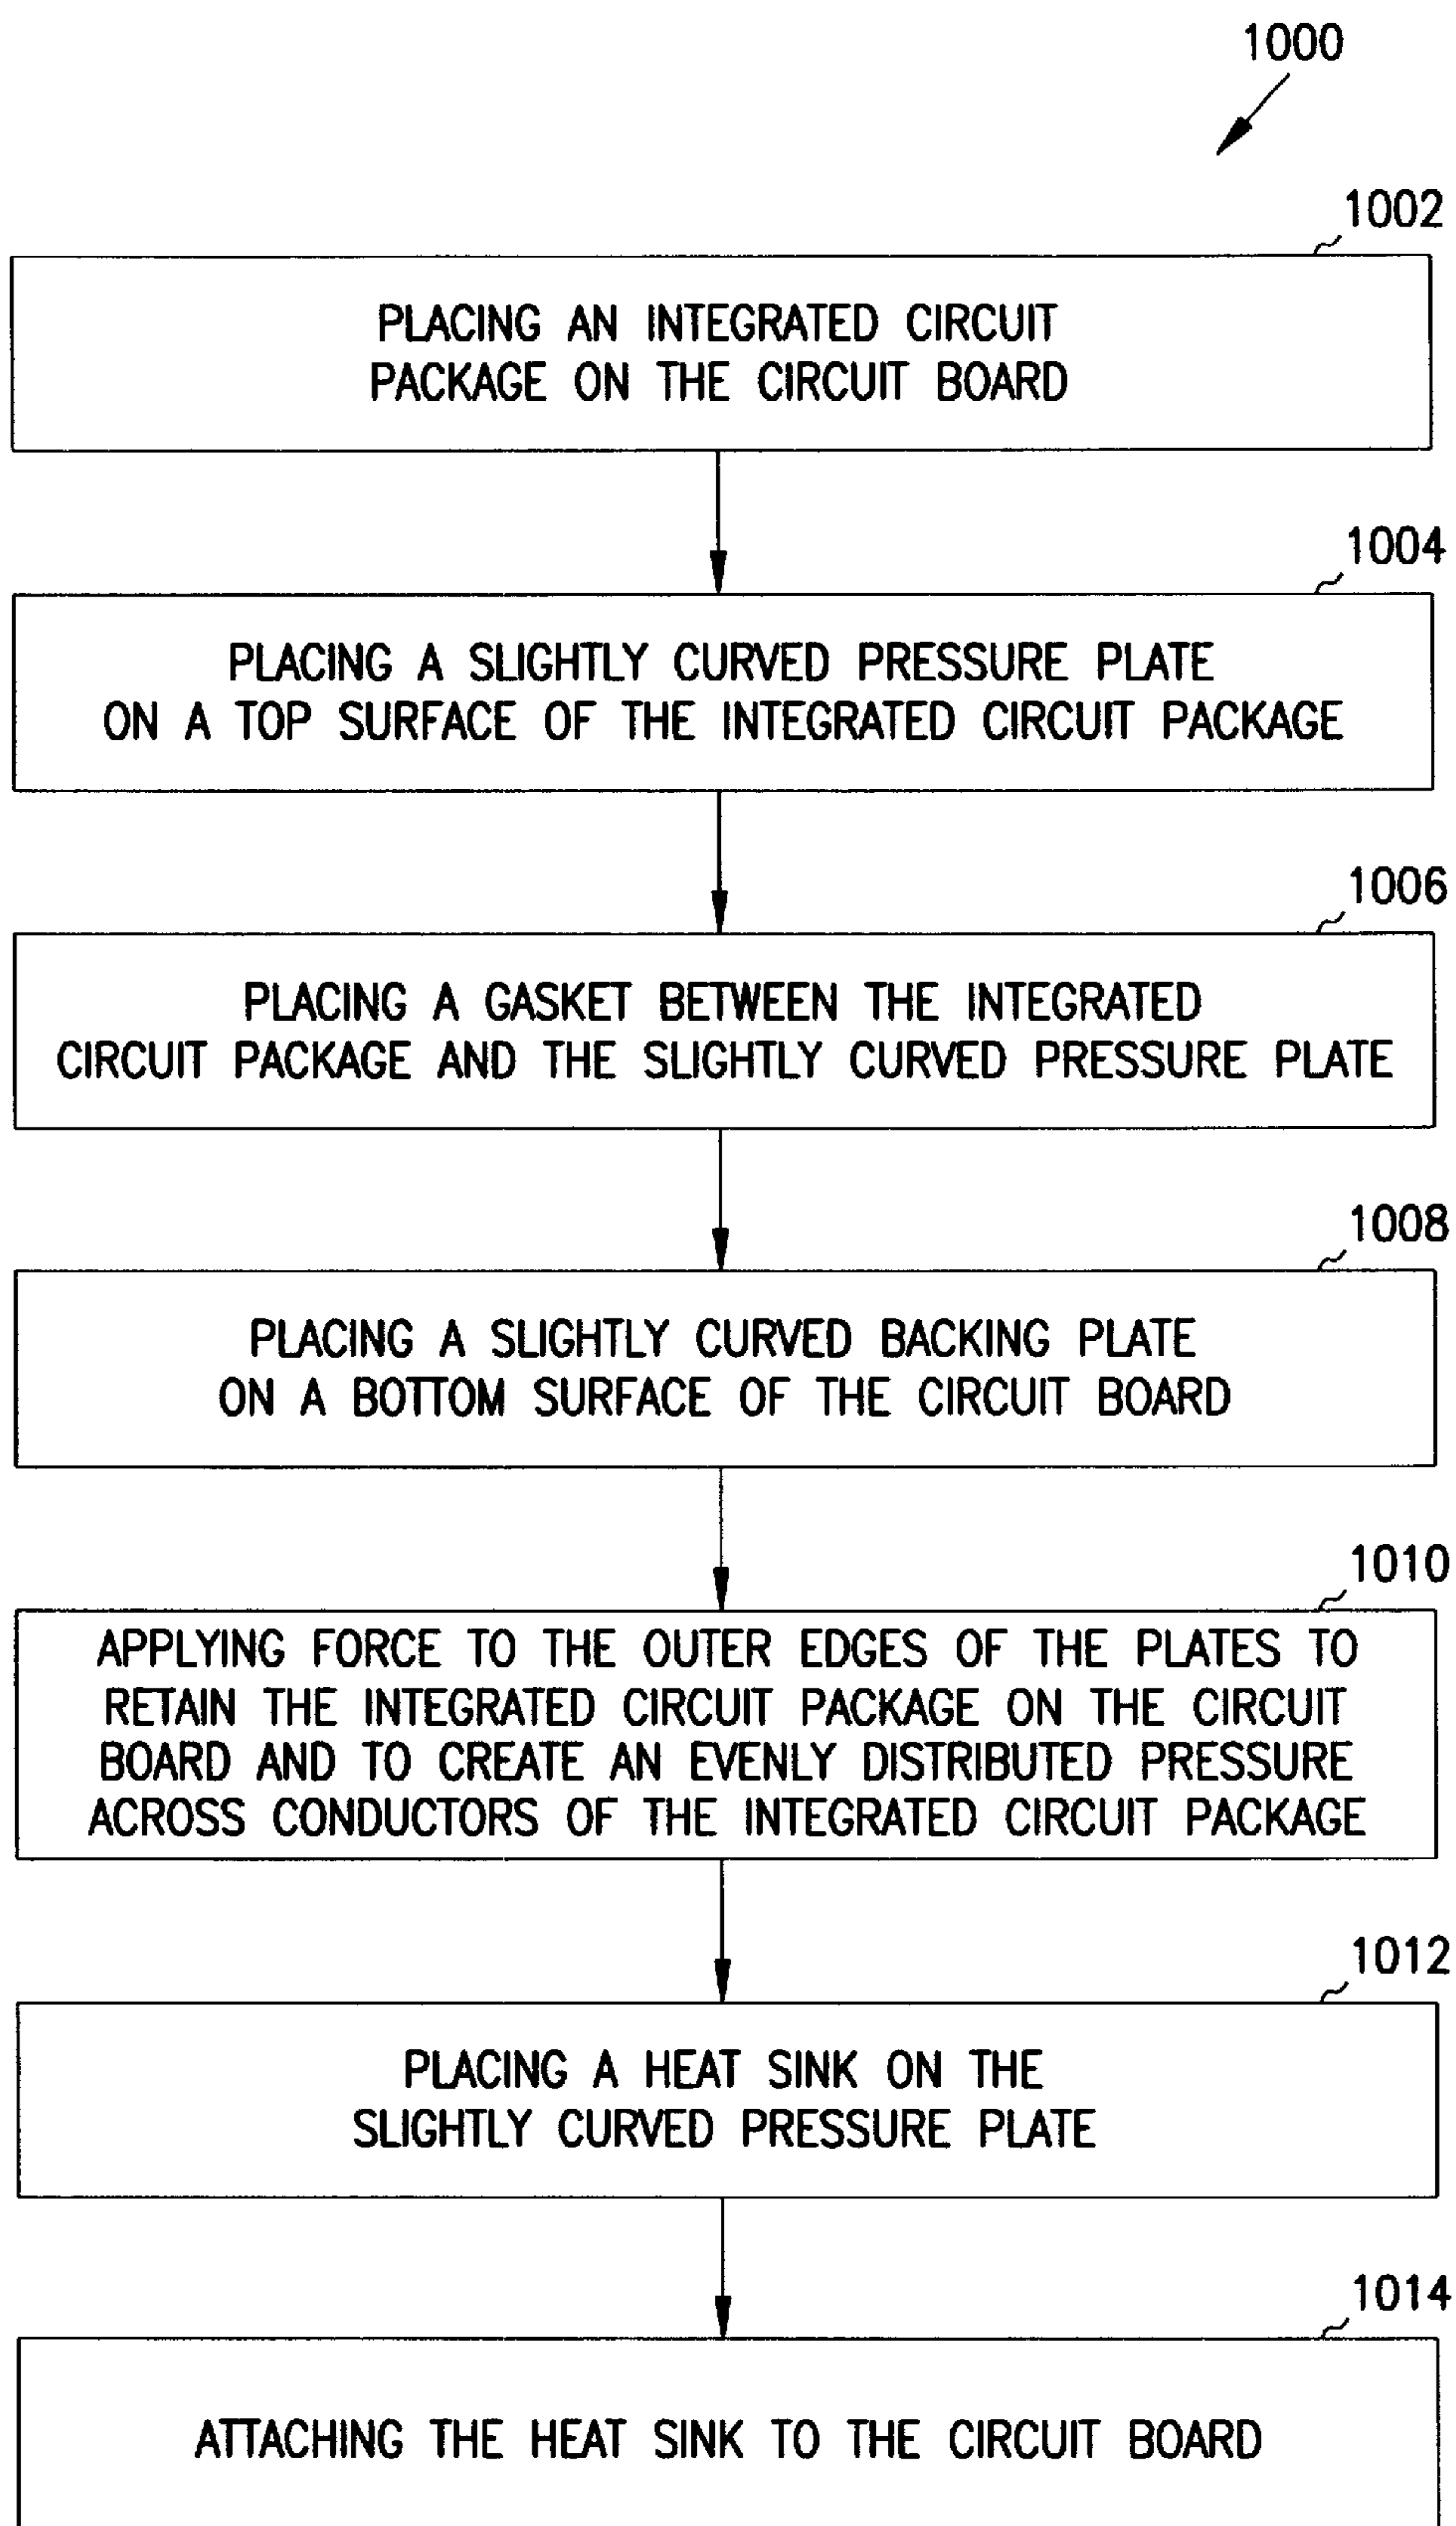 1000
1002
PLACING AN INTEGRATED CIRCUIT
PACKAGE ON THE CIRCUIT BOARD
1004
PLACING A SLIGHTLY CURVED PRESSURE PLATE
ON A TOP SURFACE OF THE INTEGRATED CIRCUIT PACKAGE
1006
PLACING A GASKET BETWEEN THE INTEGRATED
CIRCUIT PACKAGE AND THE SLIGHTLY CURVED PRESSURE PLATE
1008
PLACING A SLIGHTLY CURVED BACKING PLATE
ON A BOTTOM SURFACE OF THE CIRCUIT BOARD
1010
APPLYING FORCE TO THE OUTER EDGES OF THE PLATES TO
RETAIN THE INTEGRATED CIRCUIT PACKAGE ON THE CIRCUIT
BOARD AND TO CREATE AN EVENLY DISTRIBUTED PRESSURE
ACROSS CONDUCTORS OF THE INTEGRATED CIRCUIT PACKAGE
1012
PLACING A HEAT SINK ON THE
SLIGHTLY CURVED PRESSURE PLATE
1014
ATTACHING THE HEAT SINK TO THE CIRCUIT BOARD